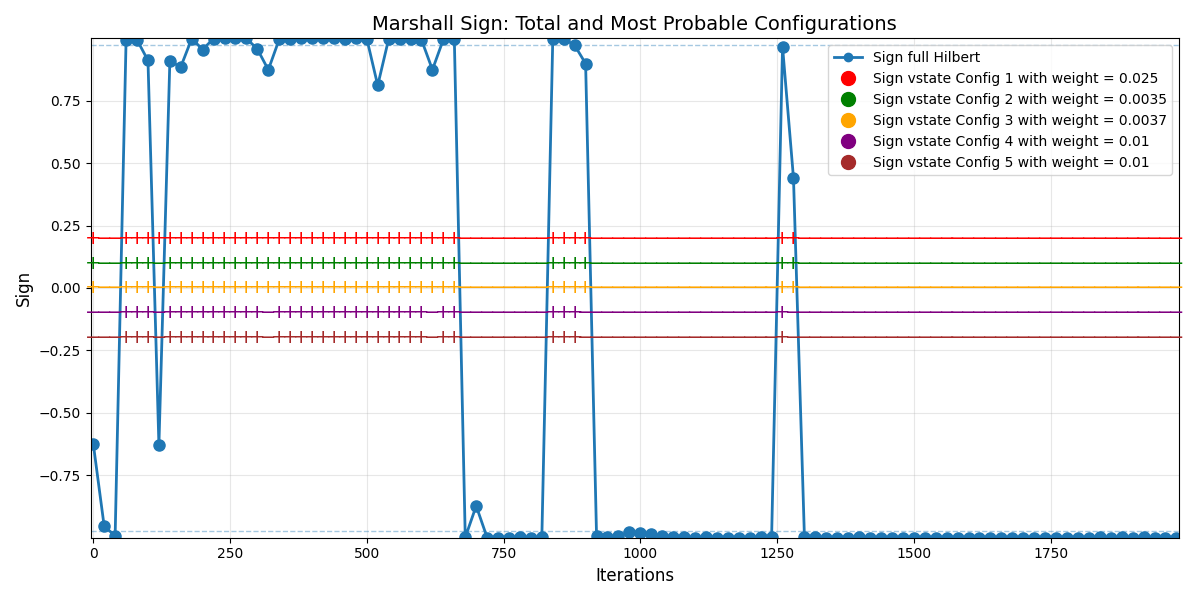 Marshall Sign: Total and Most Probable Configurations
Sign full Hilbert
Sign vstate Config 1 with weight = 0.025
Sign vstate Config 2 with weight = 0.0035
Sign vstate Config 3 with weight = 0.0037
Sign vstate Config 4 with weight = 0.01
Sign vstate Config 5 with weight = 0.01
Sign
0.75
0.50
0.25
0.00
−0.25
−0.50
−0.75
0 250 500 750 1000 1250 1500 1750
Iterations